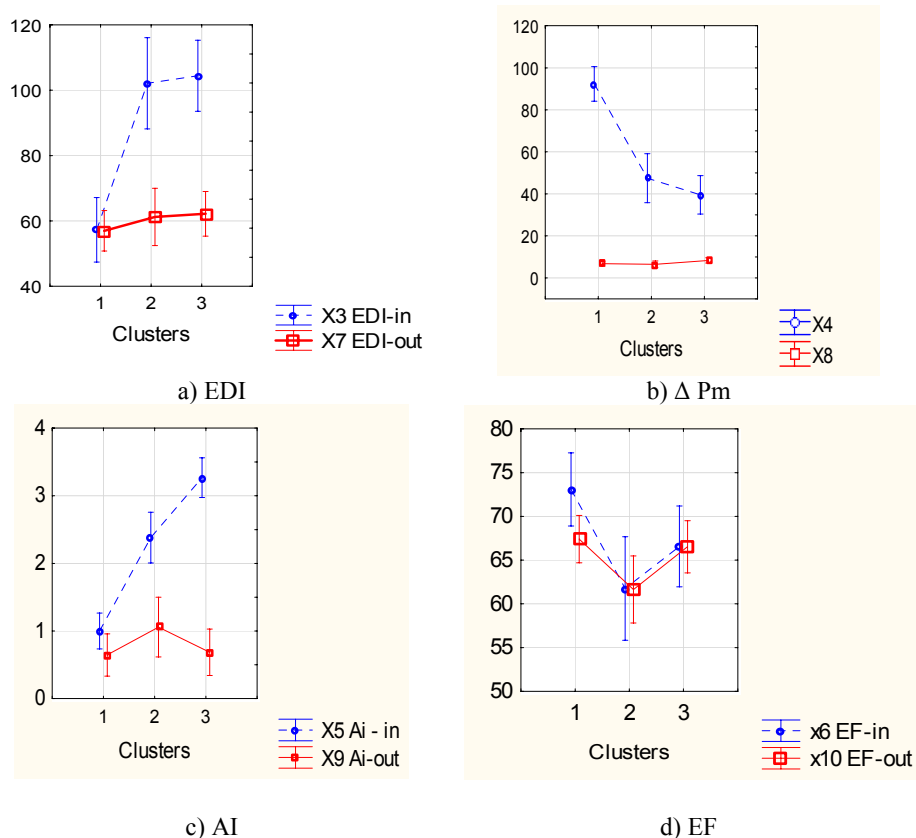 120
100
80
60
40
1 2 3
Clusters
X3 EDI-in
X7 EDI-out
a) EDI
120
100
80
60
40
20
0
1 2 3
Clusters
X4
X8
b) Δ Pm
4
3
2
1
0
1 2 3
Clusters
X5 Ai - in
X9 Ai-out
c) AI
80
75
70
65
60
55
50
1 2 3
Clusters
x6 EF-in
x10 EF-out
d) EF